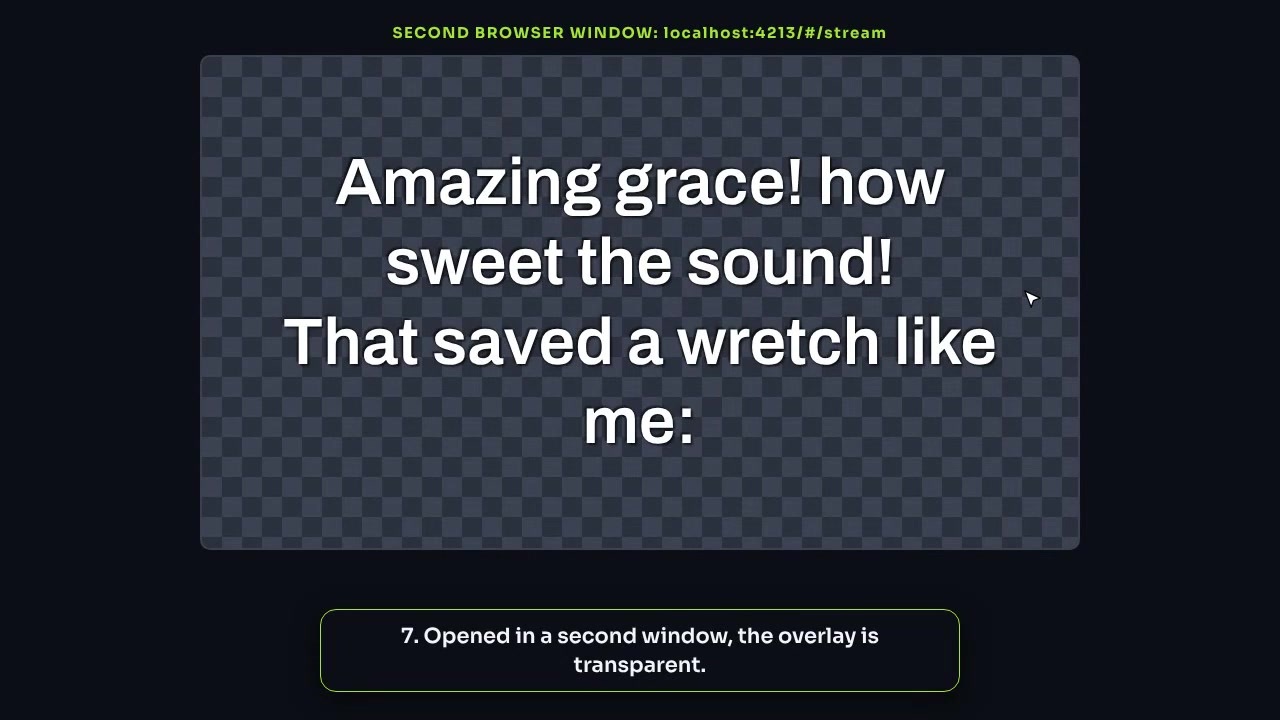 SECOND BROWSER WINDOW: localhost:4213/#/stream
Amazing grace! how
sweet the sound!
That saved a wretch like
me:
7. Opened in a second window, the overlay is
transparent.